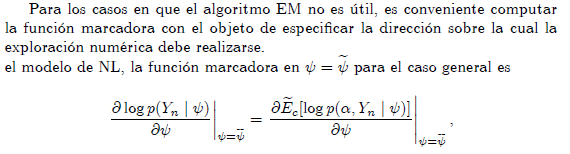 Para los casos en que el algoritmo EM no es útil, es conveniente computar
la función marcadora con el objeto de especificar la dirección sobre la cual la
exploración numérica debe realizarse.
el modelo de NL, la función marcadora en $\psi = \widetilde{\psi}$ para el caso general es
$$\left.\frac{\partial \log p(Y_n \mid \psi)}{\partial \psi}\right|_{\psi=\widetilde{\psi}} = \left.\frac{\partial \widetilde{E}_c[\log p(\alpha, Y_n \mid \psi)]}{\partial \psi}\right|_{\psi=\widetilde{\psi}},$$